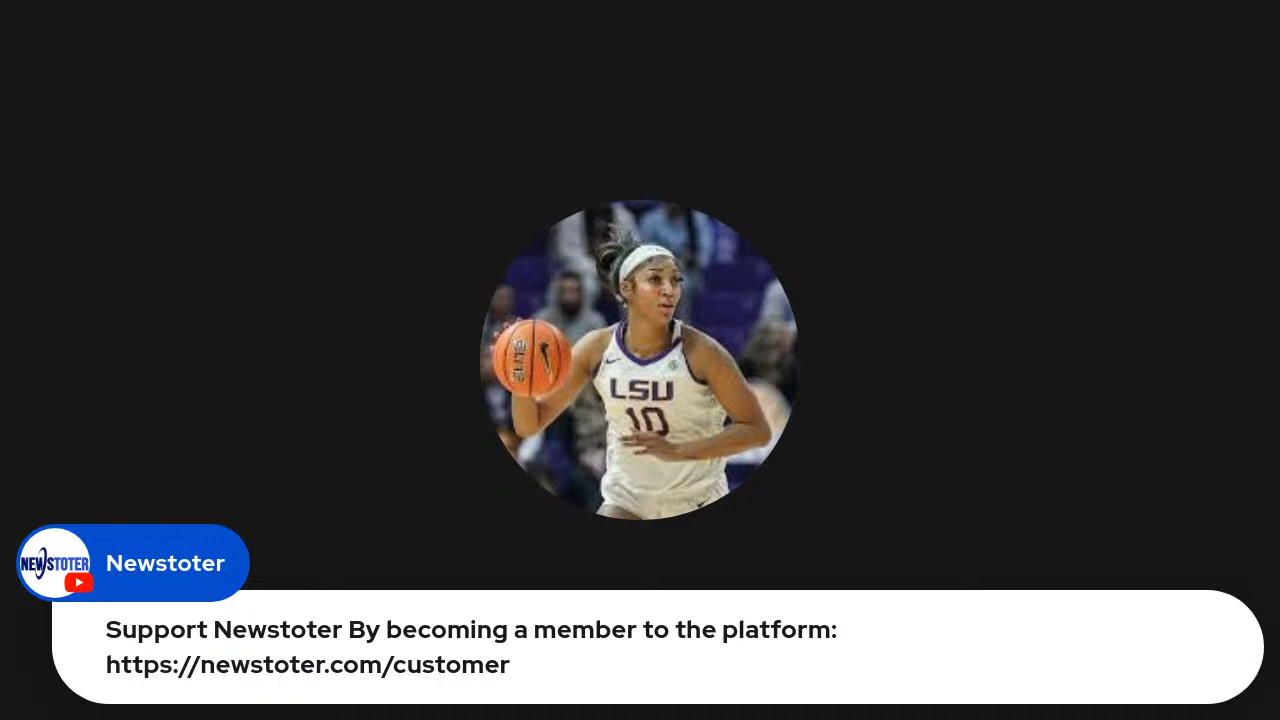 LSU
10
NEWSTOTER
Newstoter
Support Newstoter By becoming a member to the platform:
https://newstoter.com/customer